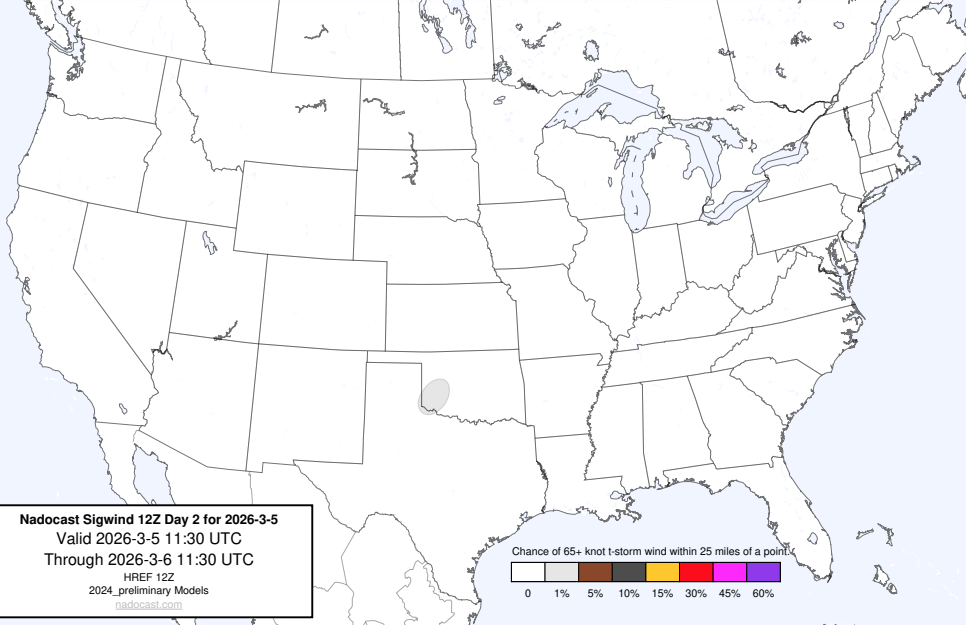 Nadocast Sigwind 12Z Day 2 for 2026-3-5
Valid 2026-3-5 11:30 UTC
Through 2026-3-6 11:30 UTC
HREF 12Z
2024_preliminary Models
nadocast.com
Chance of 65+ knot t-storm wind within 25 miles of a point.
0 1% 5% 10% 15% 30% 45% 60%